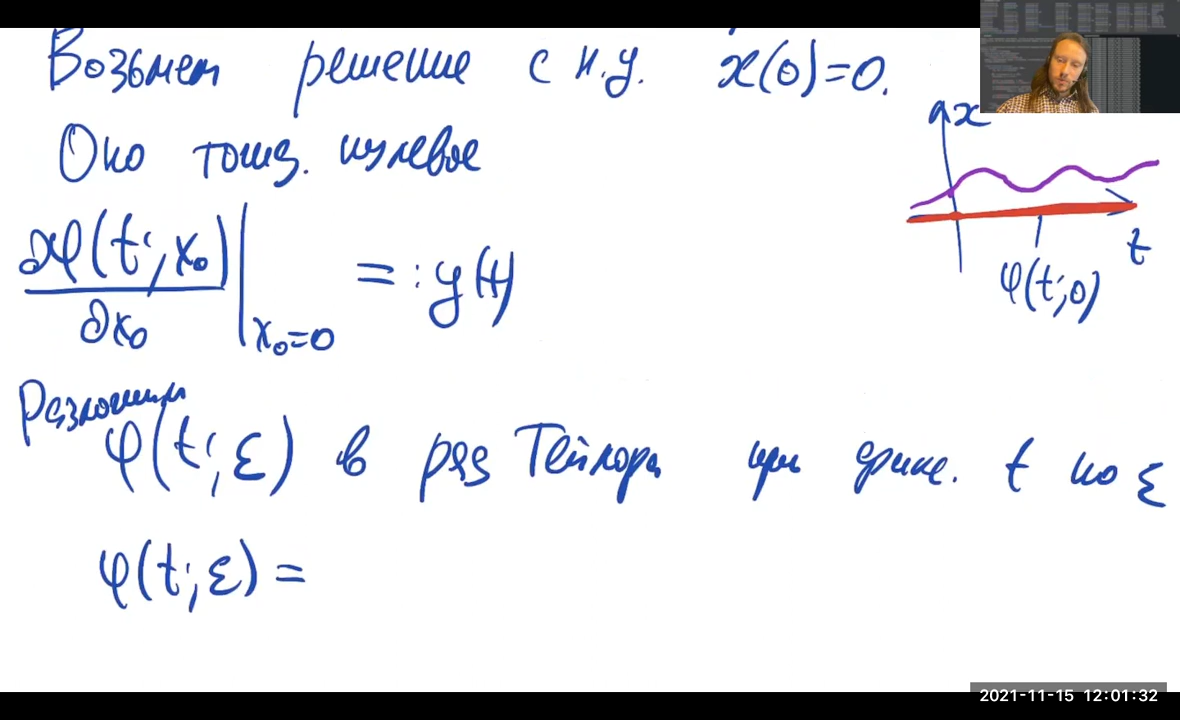 Возьмем решение с н.у. x(0)=0.
Оно тожд. нулевое
x
t
φ(t;0)
∂φ(t;x₀)/∂x₀ |x₀=0 =: y(t)
Разложим
φ(t;ε) в ряд Тейлора при фикс. t по ε
φ(t;ε) =
2021-11-15 12:01:32